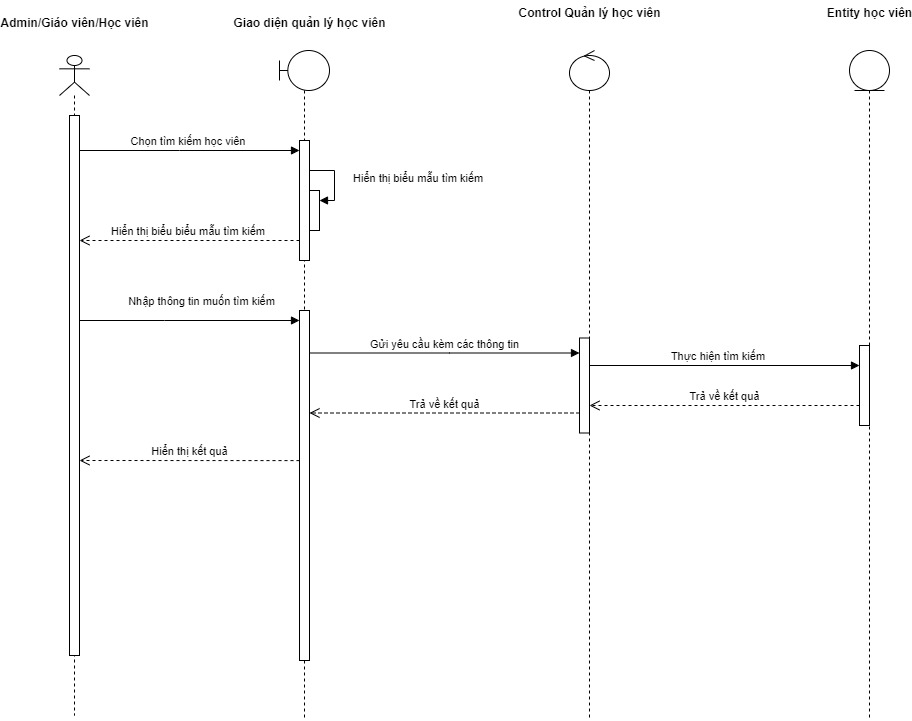 Admin/Giáo viên/Học viên
Giao diện quản lý học viên
Control Quản lý học viên
Entity học viên
Chọn tìm kiếm học viên
Hiển thị biểu mẫu tìm kiếm
Hiển thị biểu biểu mẫu tìm kiếm
Nhập thông tin muốn tìm kiếm
Gửi yêu cầu kèm các thông tin
Thực hiện tìm kiếm
Trả về kết quả
Trả về kết quả
Hiển thị kết quả